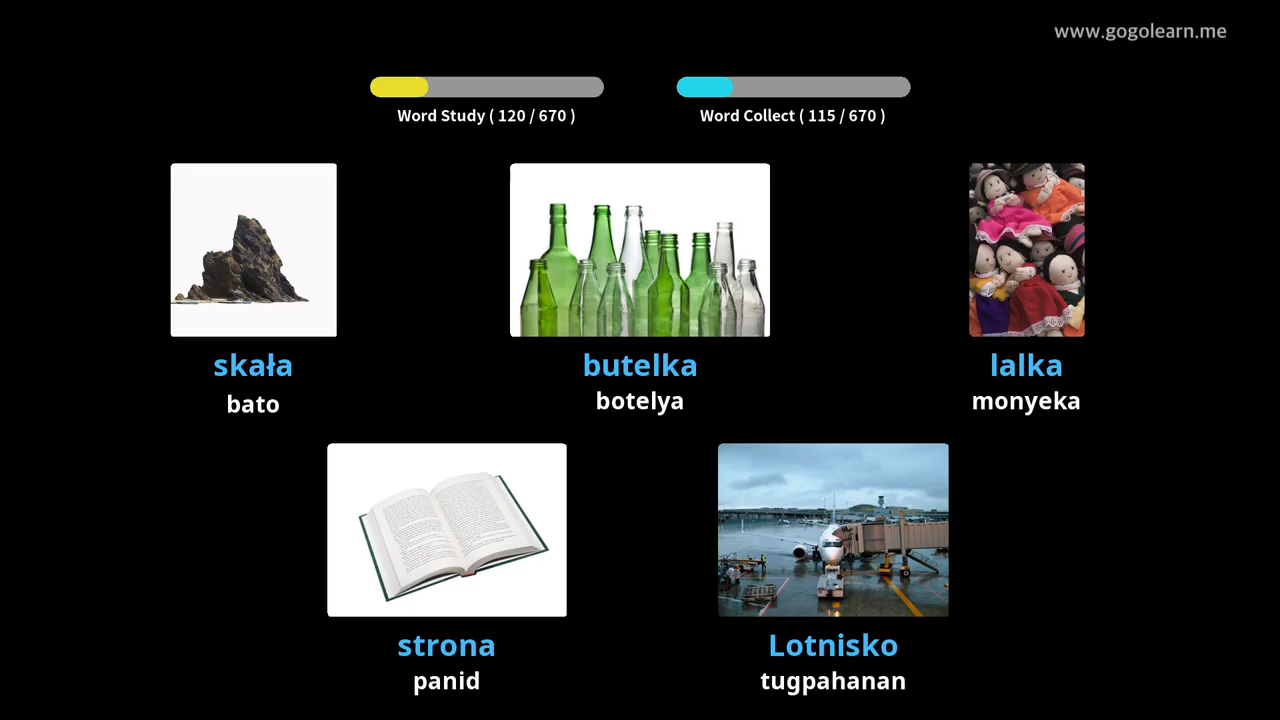 www.gogolearn.me
Word Study ( 120 / 670 )
Word Collect ( 115 / 670 )
skała
bato
butelka
botelya
lalka
monyeka
strona
panid
Lotnisko
tugpahanan